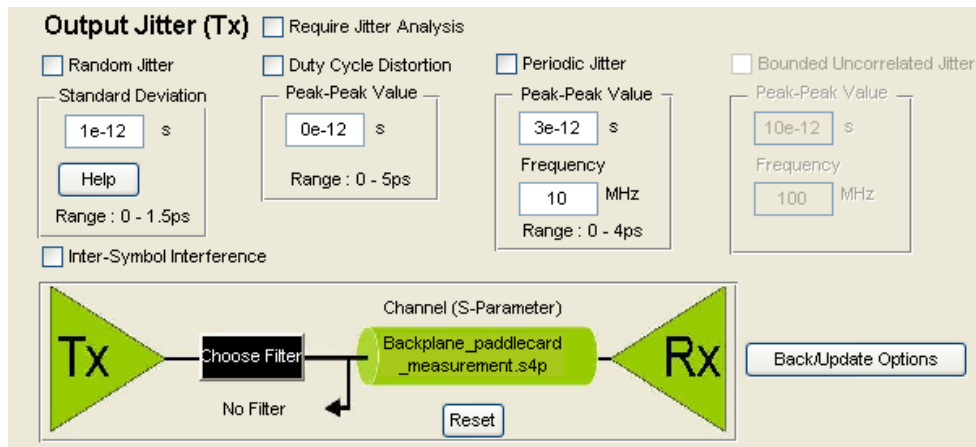 Output Jitter (Tx) Require Jitter Analysis
Random Jitter
Duty Cycle Distortion
Periodic Jitter
Bounded Uncorrelated Jitter
Standard Deviation
1e-12 s
Help
Range : 0 - 1.5ps
Peak-Peak Value
0e-12 s
Range : 0 - 5ps
Peak-Peak Value
3e-12 s
Frequency
10 MHz
Range : 0 - 4ps
Peak-Peak Value
10e-12 s
Frequency
100 MHz
Inter-Symbol Interference
Tx
Choose Filter
No Filter
Channel (S-Parameter)
Backplane_paddlecard
_measurement.s4p
Reset
Rx
Back/Update Options